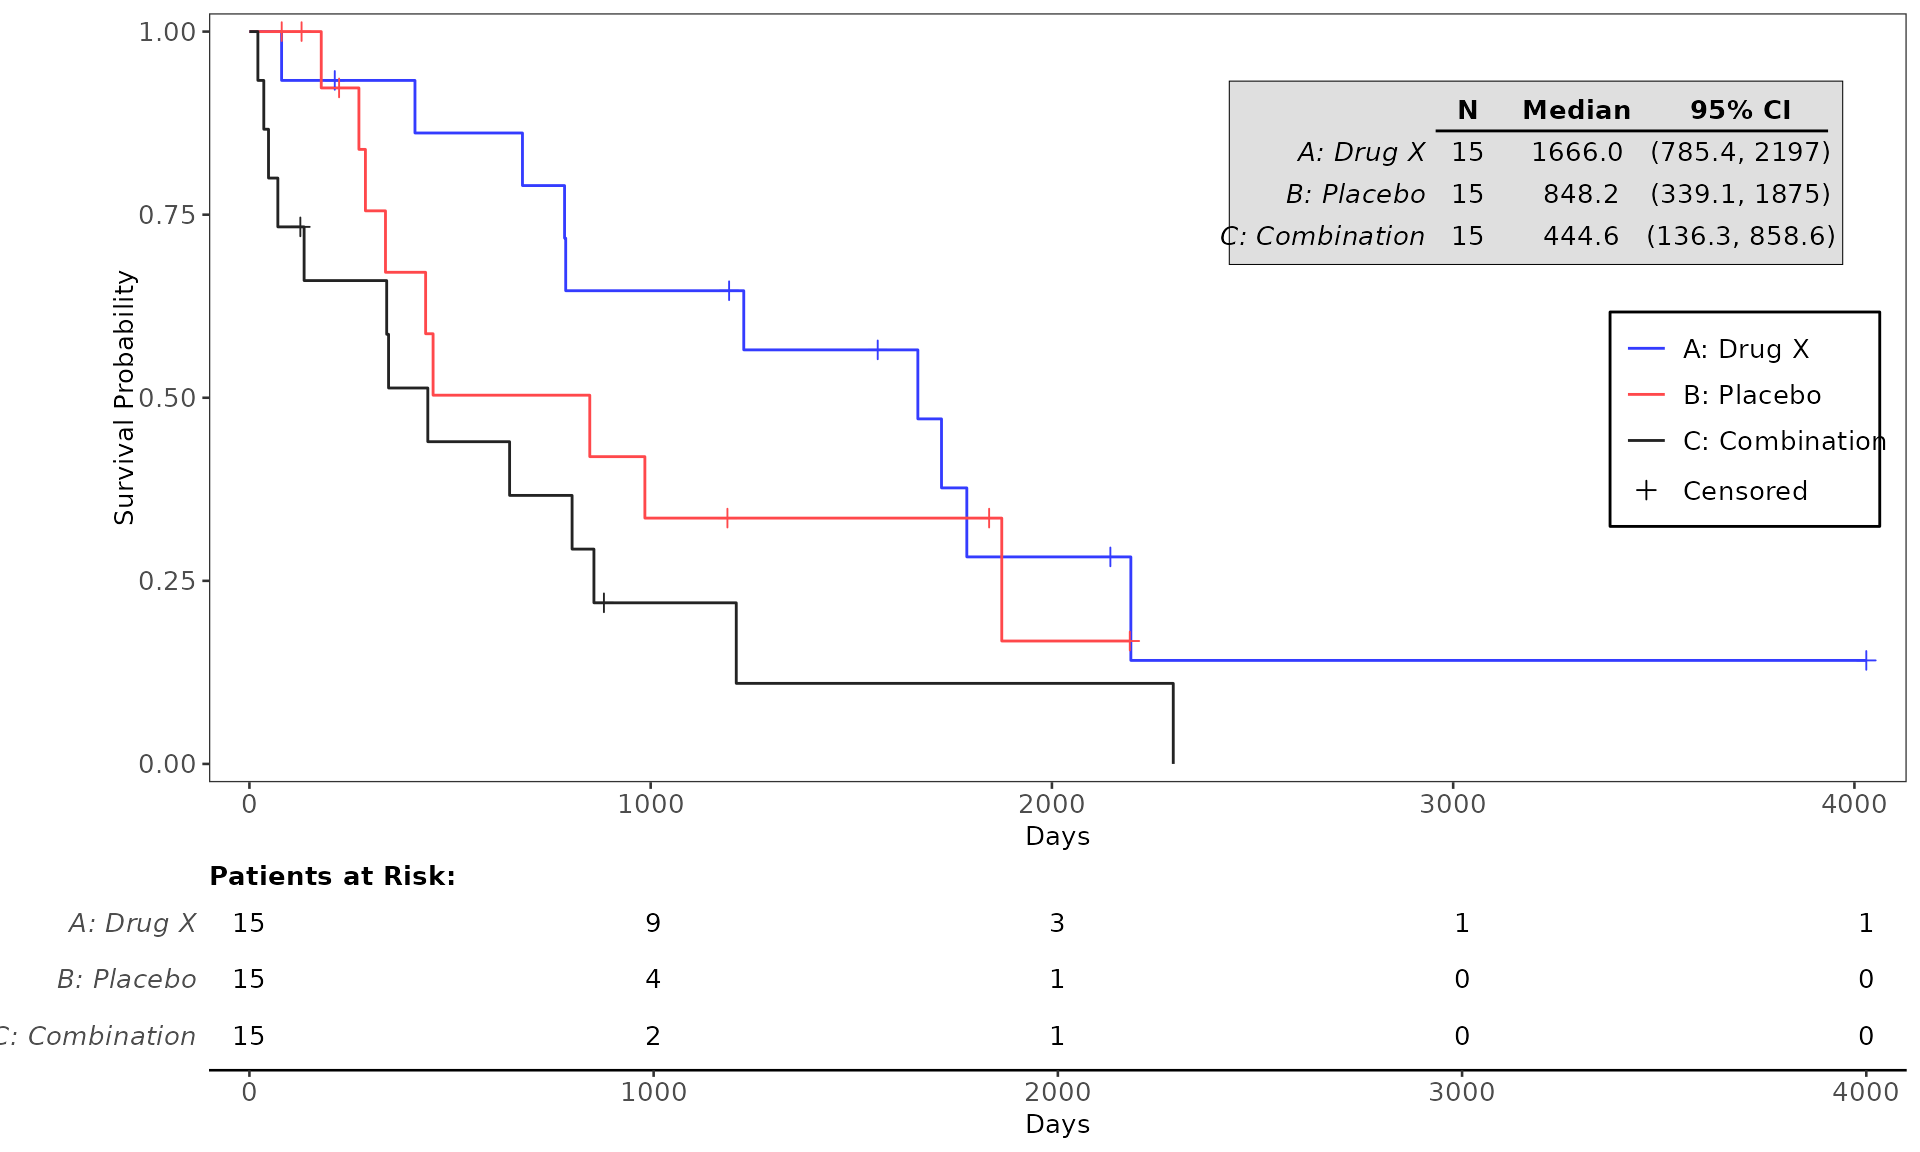 1.00
0.75
0.50
0.25
0.00
Survival Probability
N Median 95% CI
A: Drug X 15 1666.0 (785.4, 2197)
B: Placebo 15 848.2 (339.1, 1875)
C: Combination 15 444.6 (136.3, 858.6)
A: Drug X
B: Placebo
C: Combination
Censored
0 1000 2000 3000 4000
Days
Patients at Risk:
A: Drug X 15 9 3 1 1
B: Placebo 15 4 1 0 0
C: Combination 15 2 1 0 0
0 1000 2000 3000 4000
Days